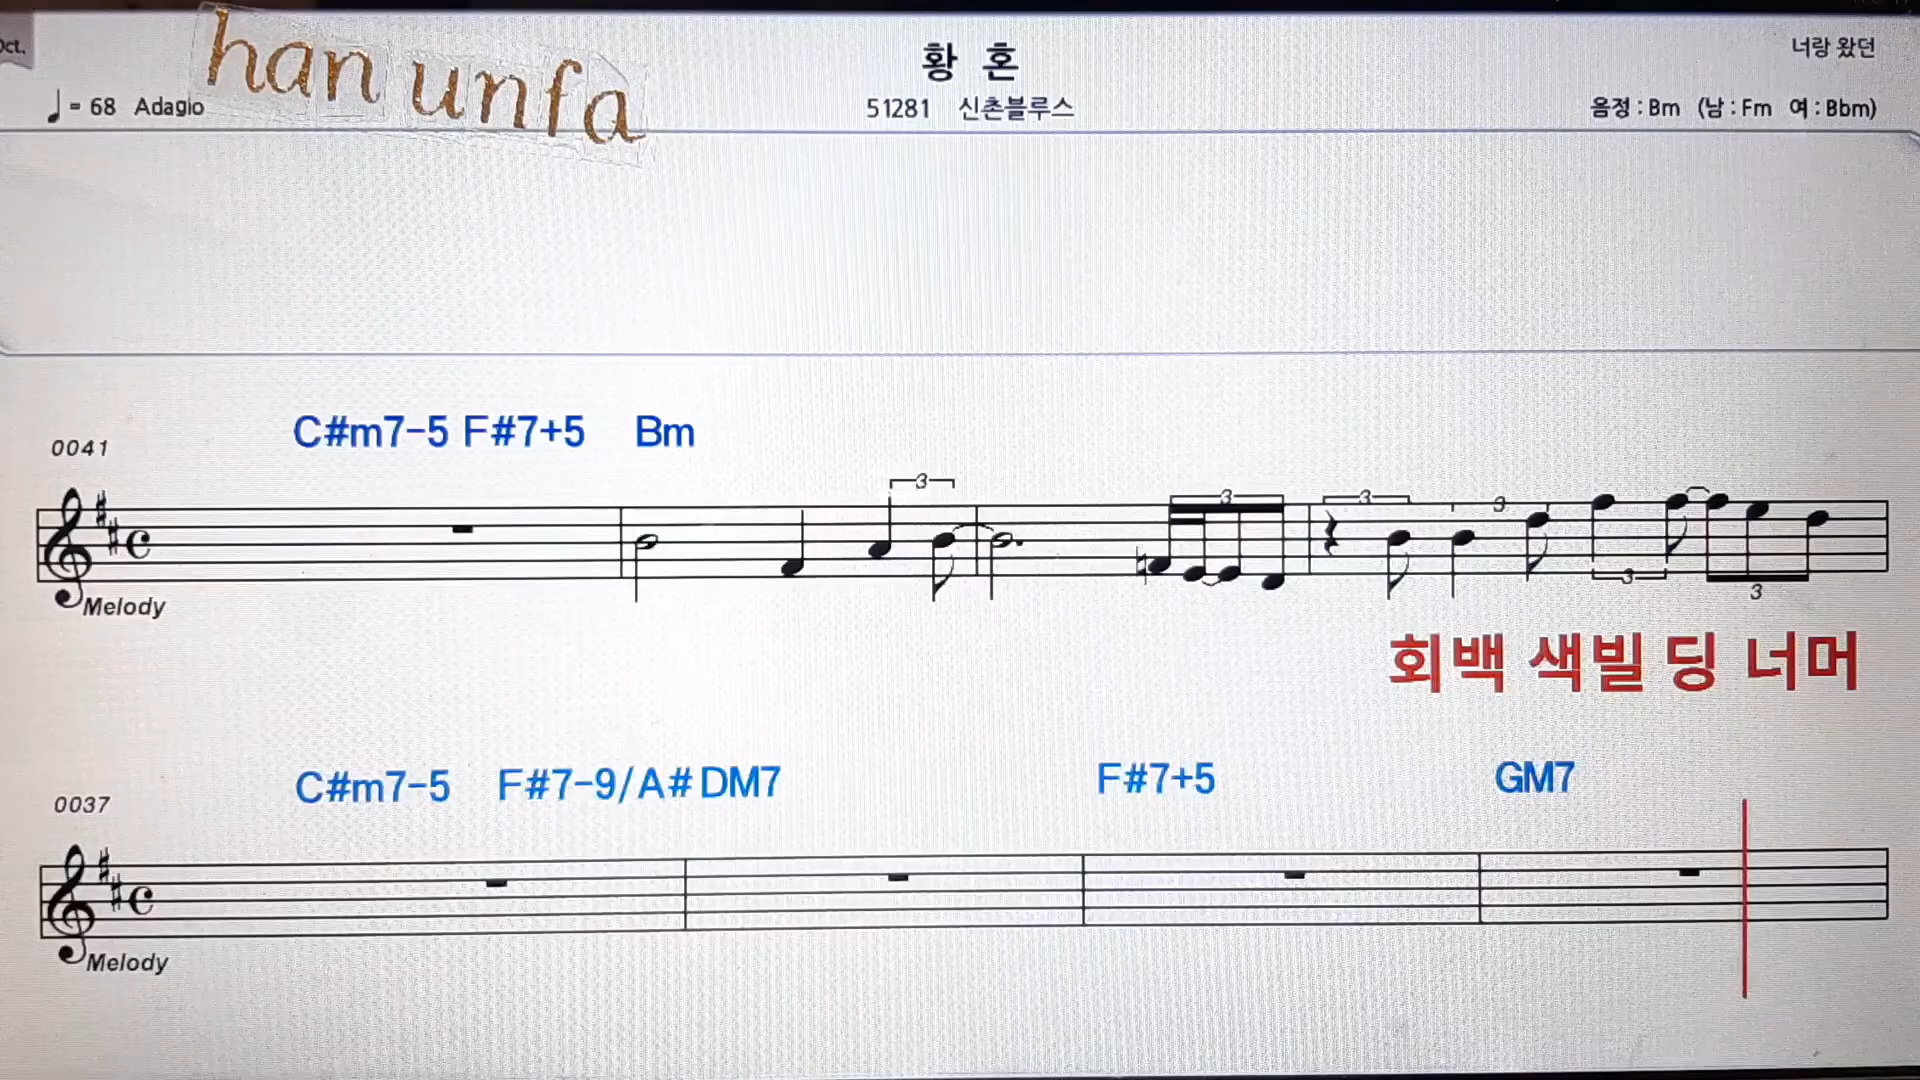 Oct.
han unfa
황 혼
너랑 왔던
♩ = 68 Adagio
51281 신촌블루스
음정 : Bm (남 : Fm 여 : Bbm)
C#m7-5 F#7+5 Bm
0041
3
3 3 3
3 3
Melody
회백 색빌딩 너머
C#m7-5 F#7-9/A# DM7 F#7+5 GM7
0037
Melody